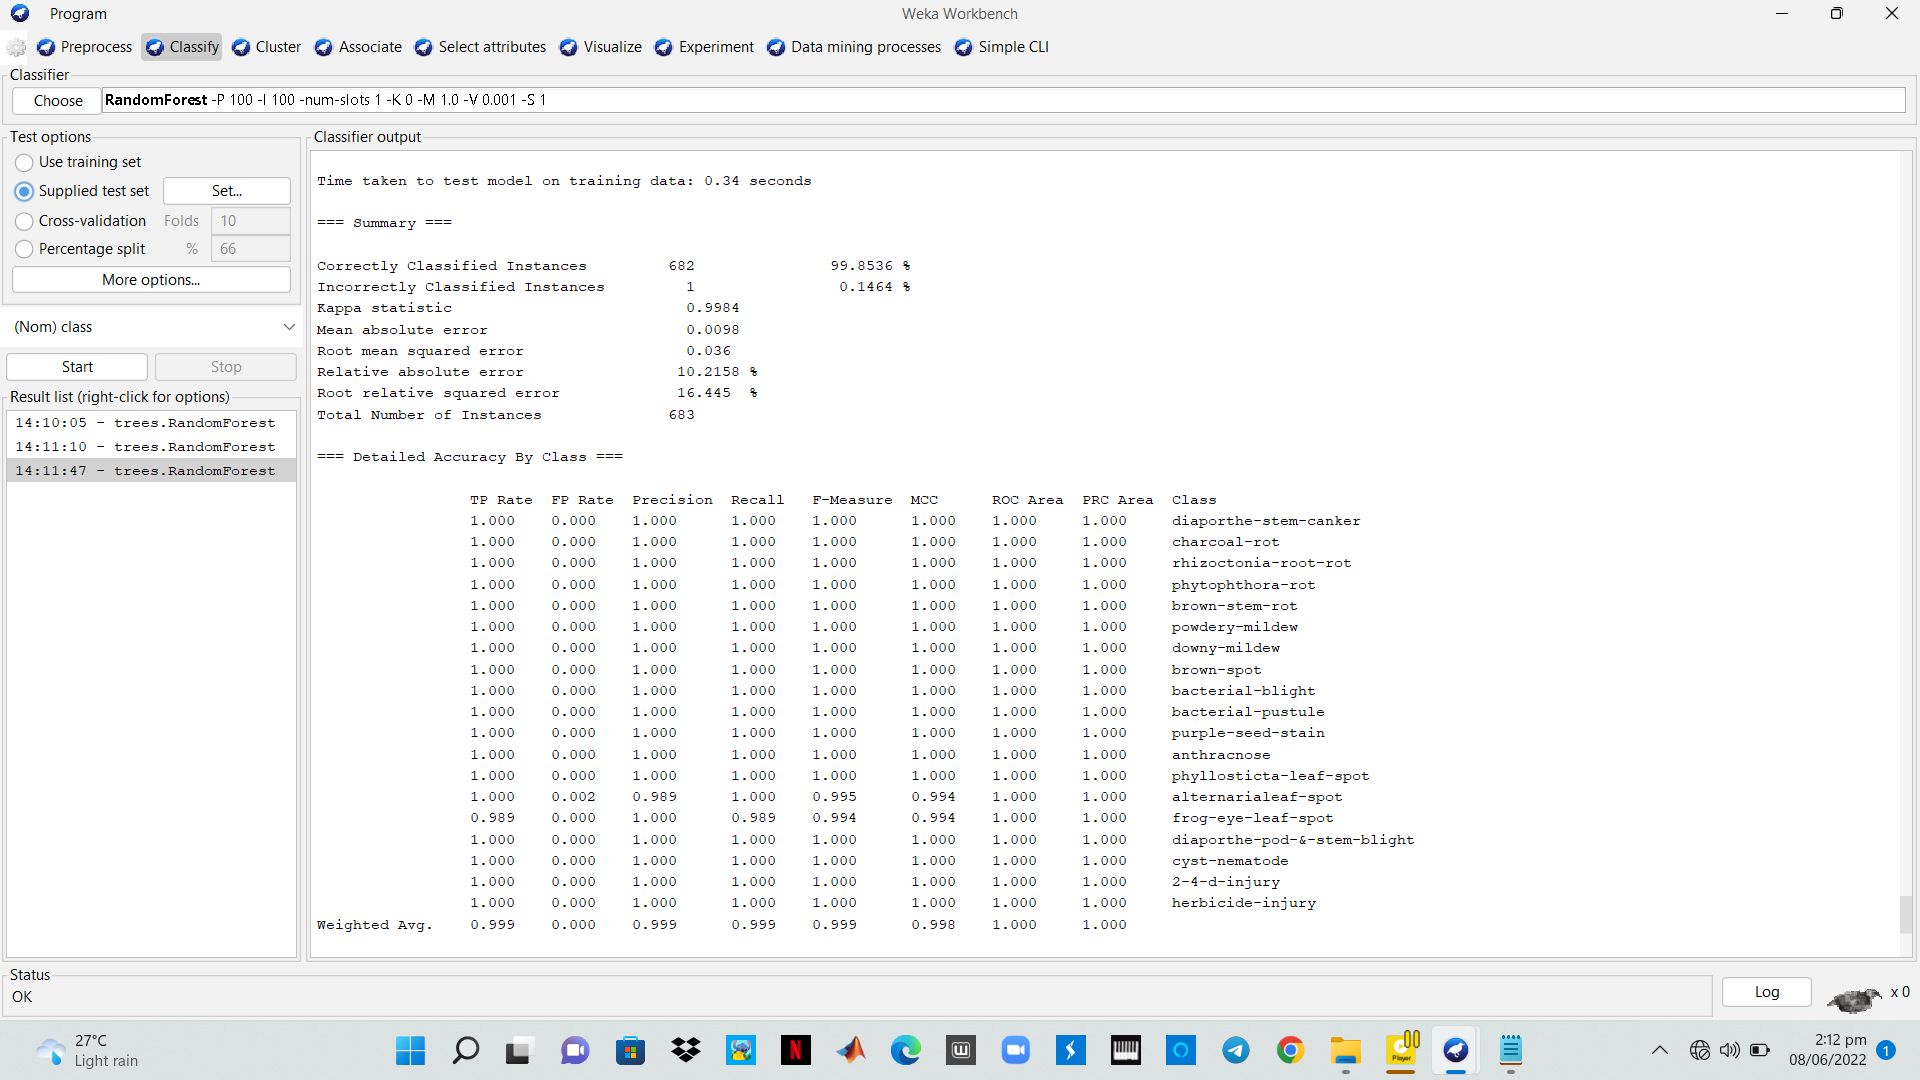 Program
Weka Workbench
Preprocess Classify Cluster Associate Select attributes Visualize Experiment Data mining processes Simple CLI
Classifier
Choose RandomForest -P 100 -I 100 -num-slots 1 -K 0 -M 1.0 -V 0.001 -S 1
Test options
Use training set
Supplied test set Set...
Cross-validation Folds 10
Percentage split % 66
More options...
(Nom) class
Start Stop
Result list (right-click for options)
14:10:05 - trees.RandomForest
14:11:10 - trees.RandomForest
14:11:47 - trees.RandomForest
Classifier output
Time taken to test model on training data: 0.34 seconds
=== Summary ===
Correctly Classified Instances 682 99.8536 %
Incorrectly Classified Instances 1 0.1464 %
Kappa statistic 0.9984
Mean absolute error 0.0098
Root mean squared error 0.036
Relative absolute error 10.2158 %
Root relative squared error 16.445 %
Total Number of Instances 683
=== Detailed Accuracy By Class ===
TP Rate FP Rate Precision Recall F-Measure MCC ROC Area PRC Area Class
1.000 0.000 1.000 1.000 1.000 1.000 1.000 1.000 diaporthe-stem-canker
1.000 0.000 1.000 1.000 1.000 1.000 1.000 1.000 charcoal-rot
1.000 0.000 1.000 1.000 1.000 1.000 1.000 1.000 rhizoctonia-root-rot
1.000 0.000 1.000 1.000 1.000 1.000 1.000 1.000 phytophthora-rot
1.000 0.000 1.000 1.000 1.000 1.000 1.000 1.000 brown-stem-rot
1.000 0.000 1.000 1.000 1.000 1.000 1.000 1.000 powdery-mildew
1.000 0.000 1.000 1.000 1.000 1.000 1.000 1.000 downy-mildew
1.000 0.000 1.000 1.000 1.000 1.000 1.000 1.000 brown-spot
1.000 0.000 1.000 1.000 1.000 1.000 1.000 1.000 bacterial-blight
1.000 0.000 1.000 1.000 1.000 1.000 1.000 1.000 bacterial-pustule
1.000 0.000 1.000 1.000 1.000 1.000 1.000 1.000 purple-seed-stain
1.000 0.000 1.000 1.000 1.000 1.000 1.000 1.000 anthracnose
1.000 0.000 1.000 1.000 1.000 1.000 1.000 1.000 phyllosticta-leaf-spot
1.000 0.002 0.989 1.000 0.995 0.994 1.000 1.000 alternarialeaf-spot
0.989 0.000 1.000 0.989 0.994 0.994 1.000 1.000 frog-eye-leaf-spot
1.000 0.000 1.000 1.000 1.000 1.000 1.000 1.000 diaporthe-pod-&-stem-blight
1.000 0.000 1.000 1.000 1.000 1.000 1.000 1.000 cyst-nematode
1.000 0.000 1.000 1.000 1.000 1.000 1.000 1.000 2-4-d-injury
1.000 0.000 1.000 1.000 1.000 1.000 1.000 1.000 herbicide-injury
Weighted Avg. 0.999 0.000 0.999 0.999 0.999 0.998 1.000 1.000
Status
OK
Log
x 0
27°C
Light rain
N
Player
2:12 pm
08/06/2022
1